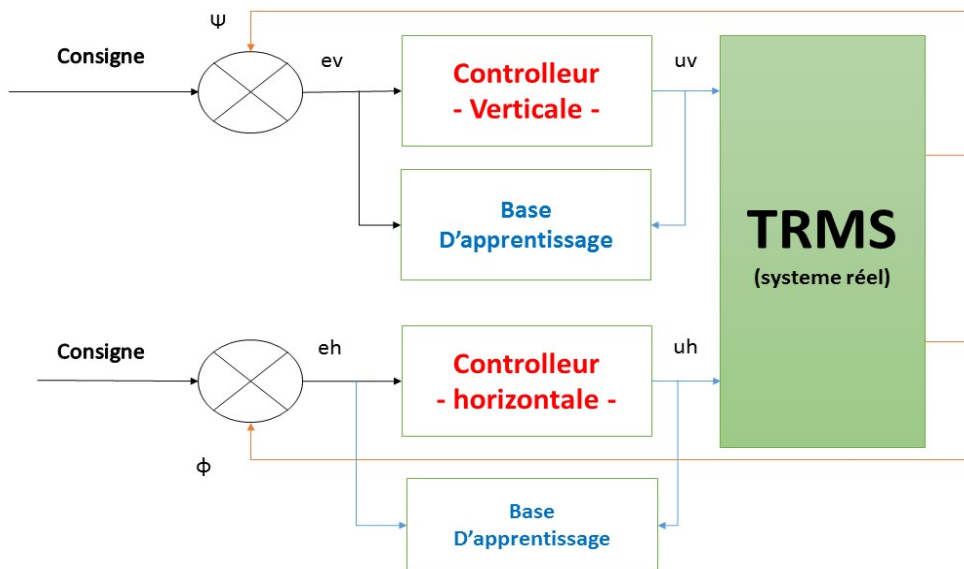 Ψ
Consigne
ev
Controlleur
- Verticale -
uv
Base
D’apprentissage
TRMS
(systeme réel)
Consigne
eh
Controlleur
- horizontale -
uh
ϕ
Base
D’apprentissage